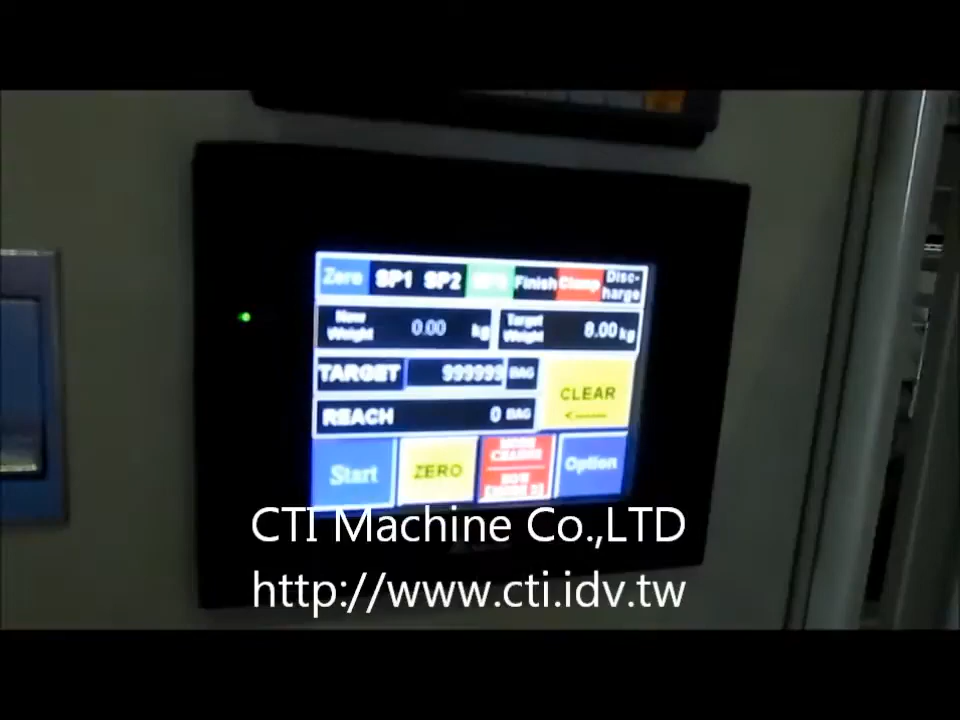 Zero SP1 SP2 Finish Clamp Disc-harge
Now Weight 0.00 kg Target Weight 8.00 kg
TARGET 999999 BAG
CLEAR
REACH 0 BAG
Start ZERO Option
CTI Machine Co.,LTD
http://www.cti.idv.tw